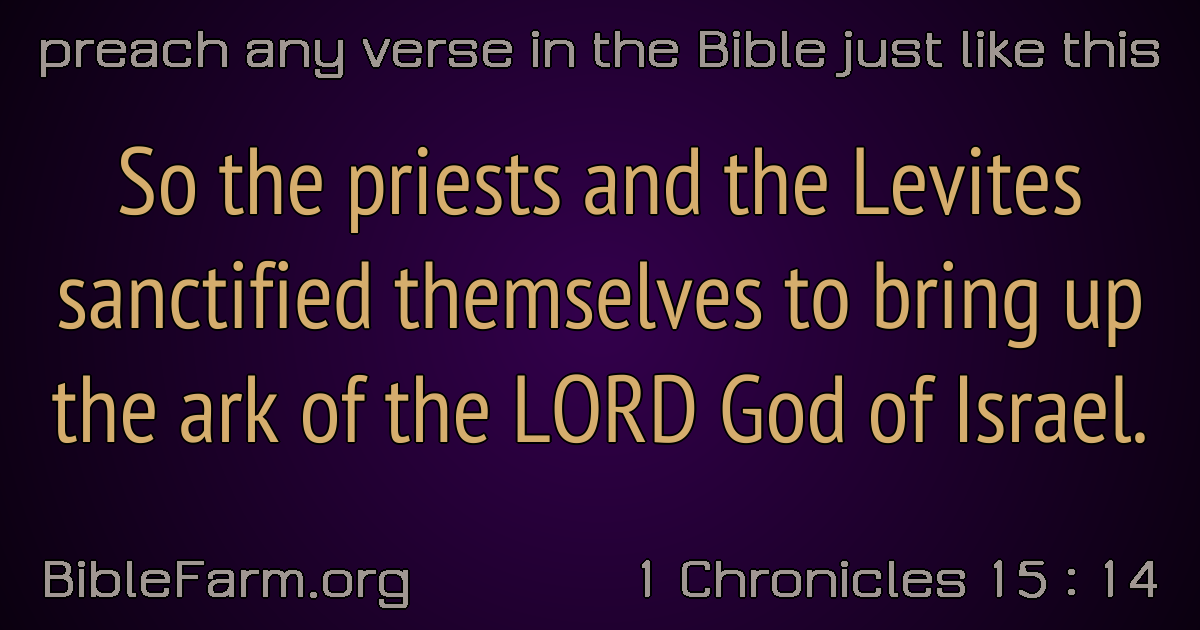 preach any verse in the Bible just like this
So the priests and the Levites
sanctified themselves to bring up
the ark of the LORD God of Israel.
BibleFarm.org
1 Chronicles 15 : 14